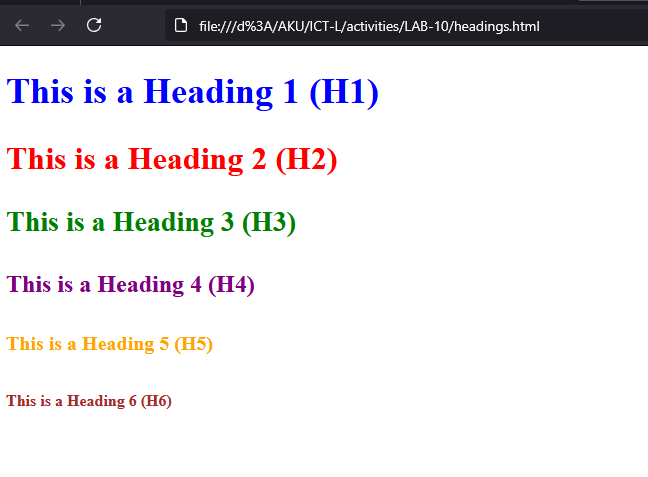 file:///d%3A/AKU/ICT-L/activities/LAB-10/headings.html
This is a Heading 1 (H1)
This is a Heading 2 (H2)
This is a Heading 3 (H3)
This is a Heading 4 (H4)
This is a Heading 5 (H5)
This is a Heading 6 (H6)